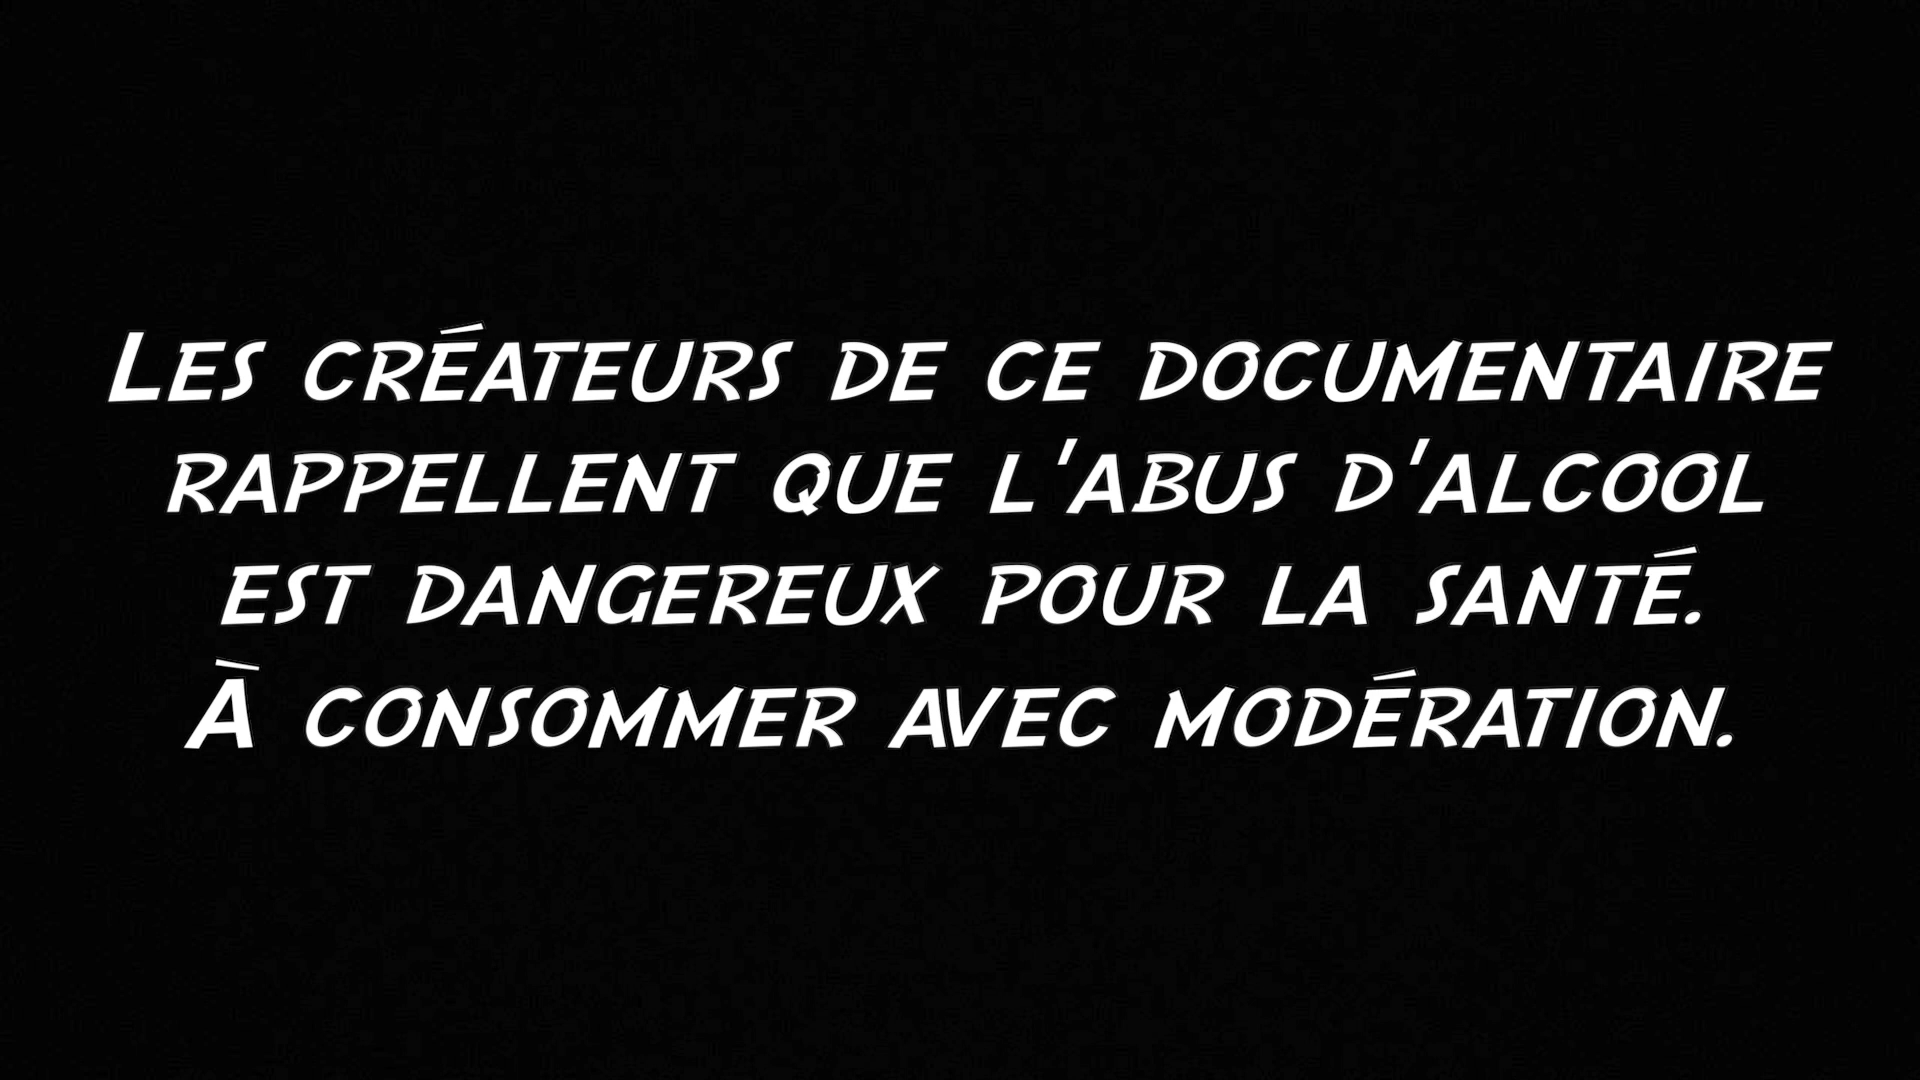 Les créateurs de ce documentaire
rappellent que l'abus d'alcool
est dangereux pour la santé.
À consommer avec modération.